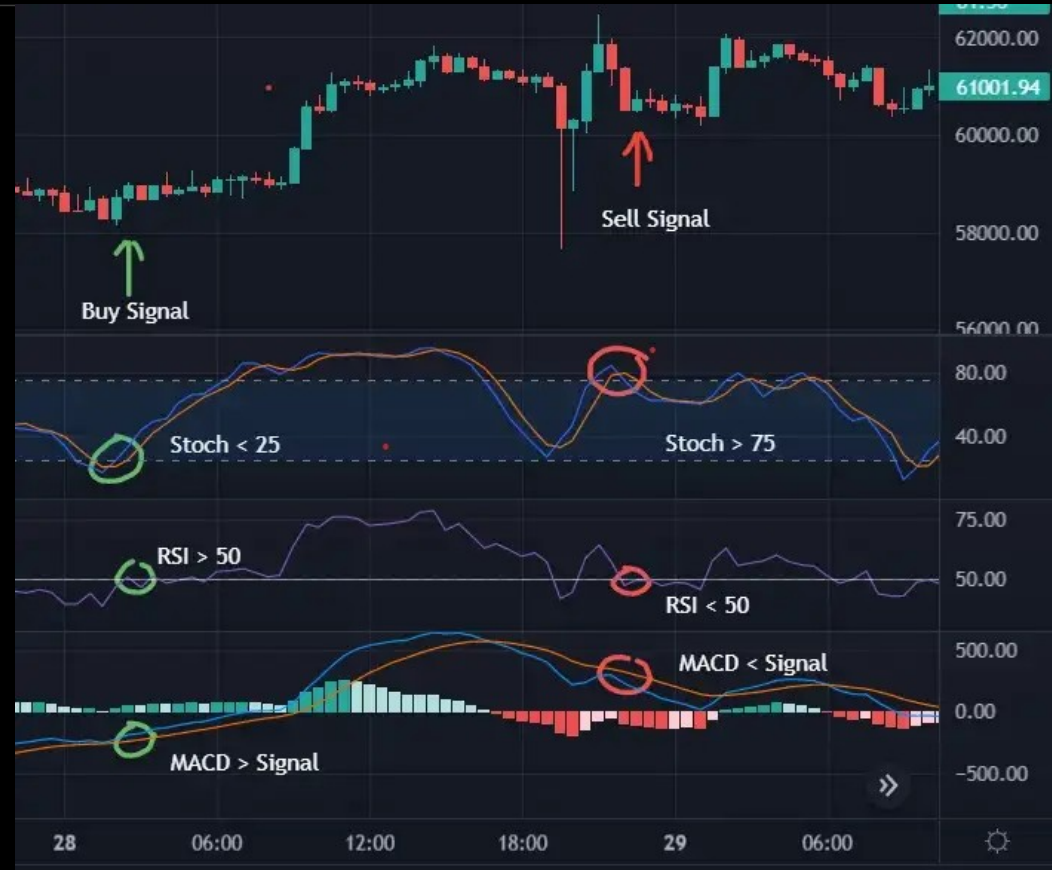 62000.00
61001.94
60000.00
Sell Signal
58000.00
Buy Signal
56000.00
80.00
Stoch < 25
Stoch > 75
40.00
75.00
RSI > 50
50.00
RSI < 50
500.00
MACD < Signal
0.00
MACD > Signal
−500.00
28
06:00
12:00
18:00
29
06:00